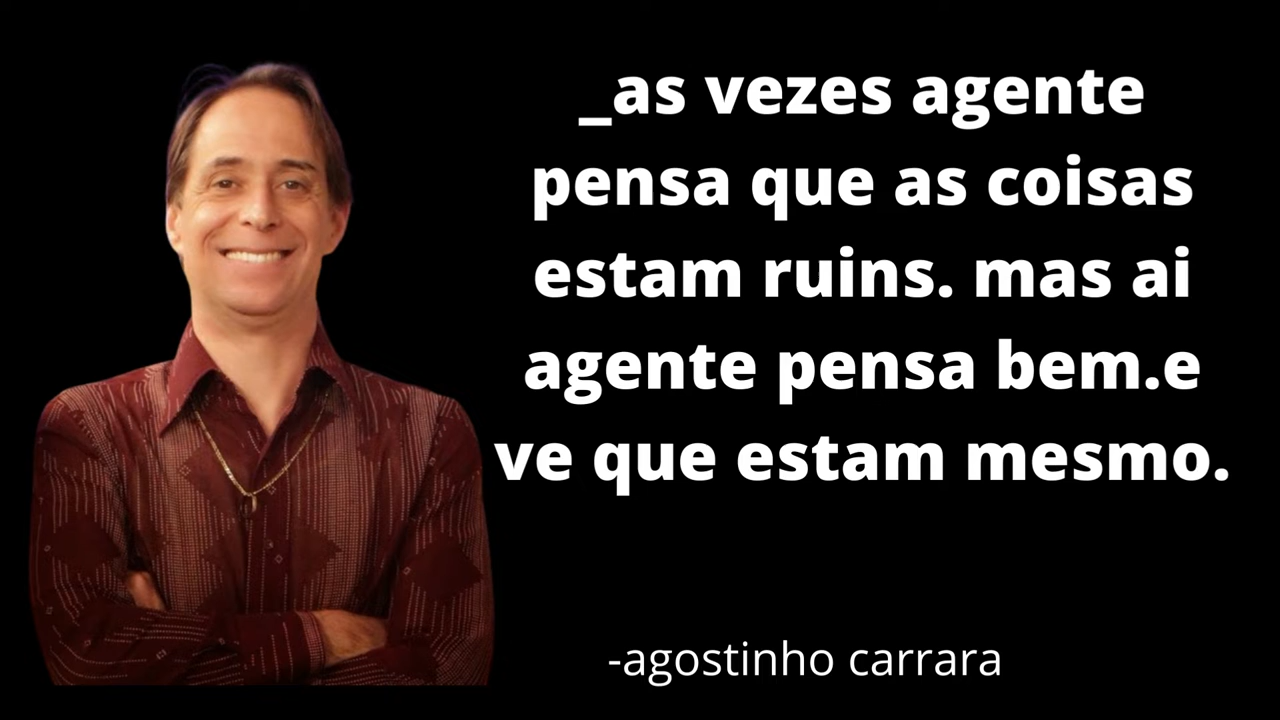 _as vezes agente
pensa que as coisas
estam ruins. mas ai
agente pensa bem.e
ve que estam mesmo.
-agostinho carrara